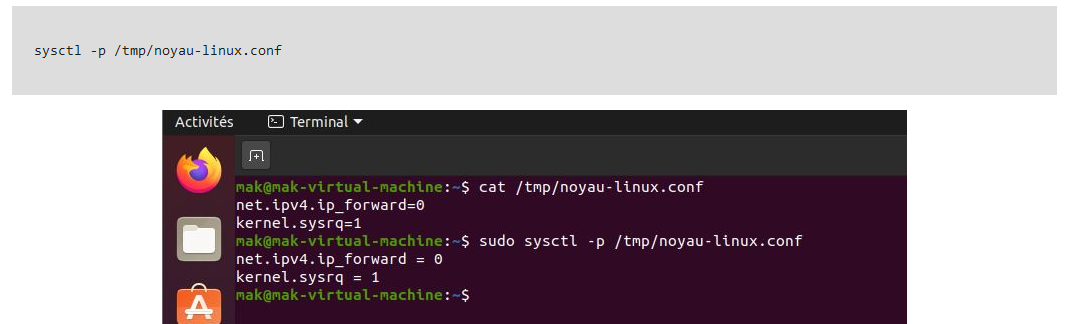 sysctl -p /tmp/noyau-linux.conf
Activités Terminal
mak@mak-virtual-machine:~$ cat /tmp/noyau-linux.conf
net.ipv4.ip_forward=0
kernel.sysrq=1
mak@mak-virtual-machine:~$ sudo sysctl -p /tmp/noyau-linux.conf
net.ipv4.ip_forward = 0
kernel.sysrq = 1
mak@mak-virtual-machine:~$